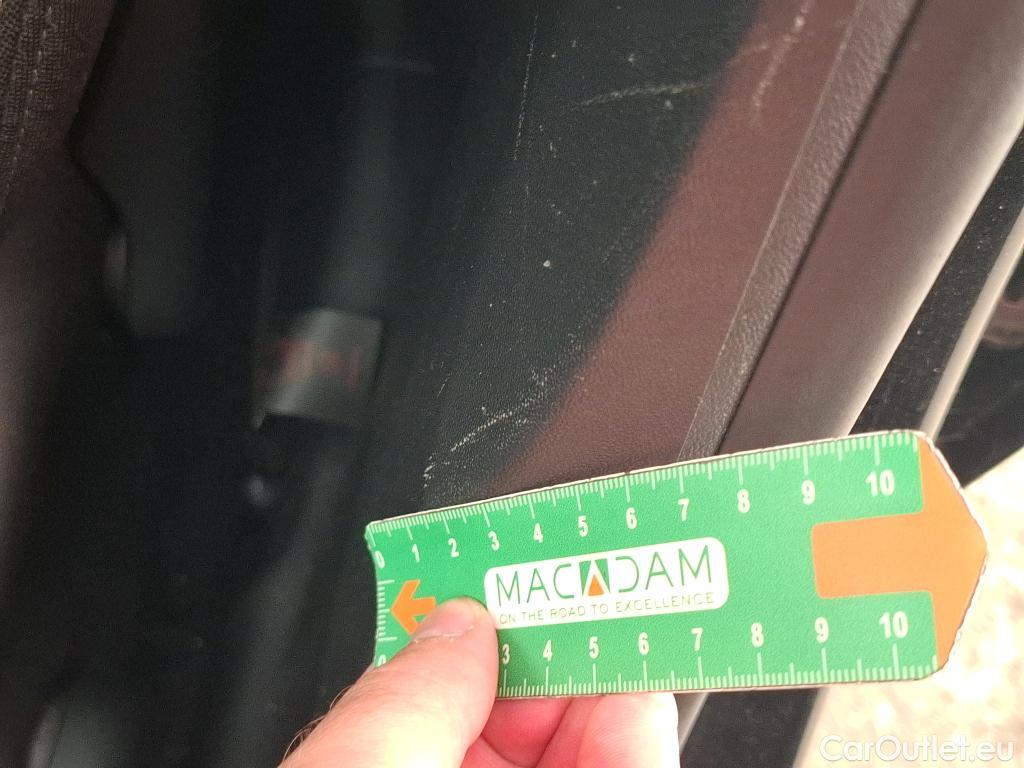 0 1 2 3 4 5 6 7 8 9 10
MACADAM
ON THE ROAD TO EXCELLENCE
3 4 5 6 7 8 9 10
CarOutlet.eu